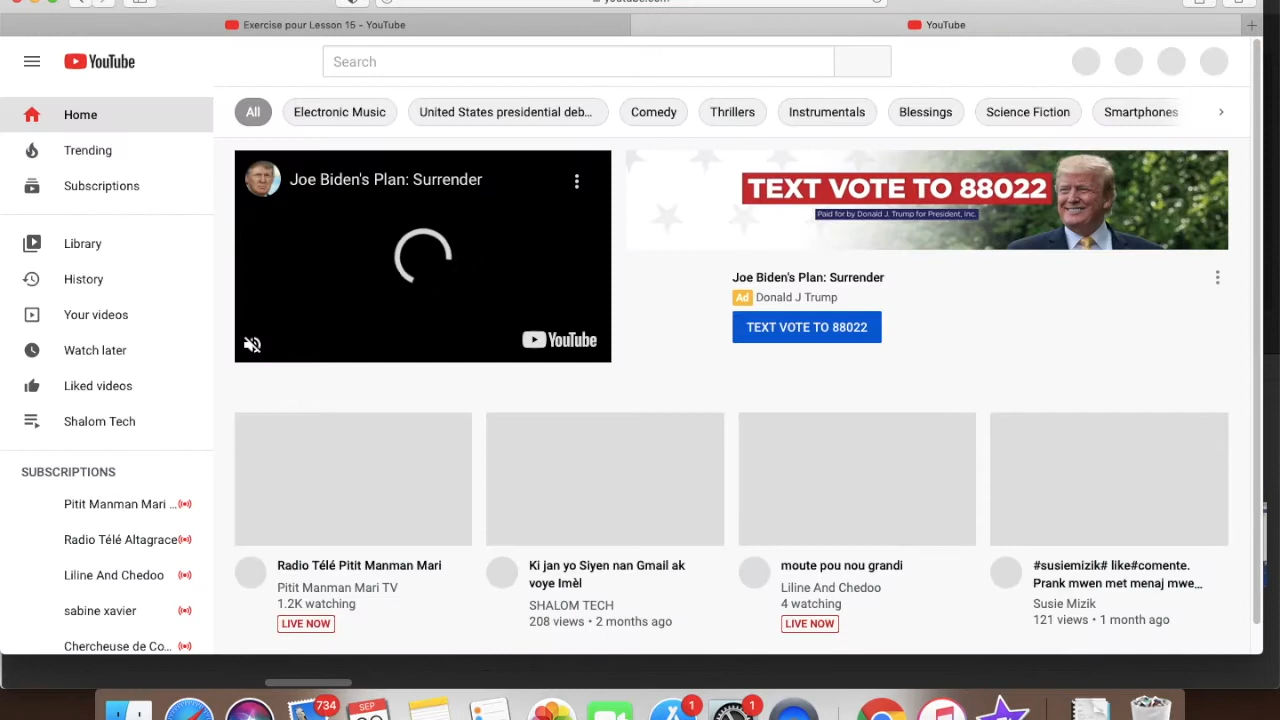 Exercise pour Lesson 15 - YouTube
YouTube
YouTube
Search
All
Electronic Music
United States presidential deb...
Comedy
Thrillers
Instrumentals
Blessings
Science Fiction
Smartphones
Home
Trending
Subscriptions
Library
History
Your videos
Watch later
Liked videos
Shalom Tech
SUBSCRIPTIONS
Pitit Manman Mari ...
Radio Télé Altagrace
Liline And Chedoo
sabine xavier
Chercheuse de Co...
Joe Biden's Plan: Surrender
YouTube
TEXT VOTE TO 88022
Paid for by Donald J. Trump for President, Inc.
Joe Biden's Plan: Surrender
Ad Donald J Trump
TEXT VOTE TO 88022
Radio Télé Pitit Manman Mari
Pitit Manman Mari TV
1.2K watching
LIVE NOW
Ki jan yo Siyen nan Gmail ak
voye Imèl
SHALOM TECH
208 views • 2 months ago
moute pou nou grandi
Liline And Chedoo
4 watching
LIVE NOW
#susiemizik# like#comente.
Prank mwen met menaj mwe...
Susie Mizik
121 views • 1 month ago
734
SEP
1
1